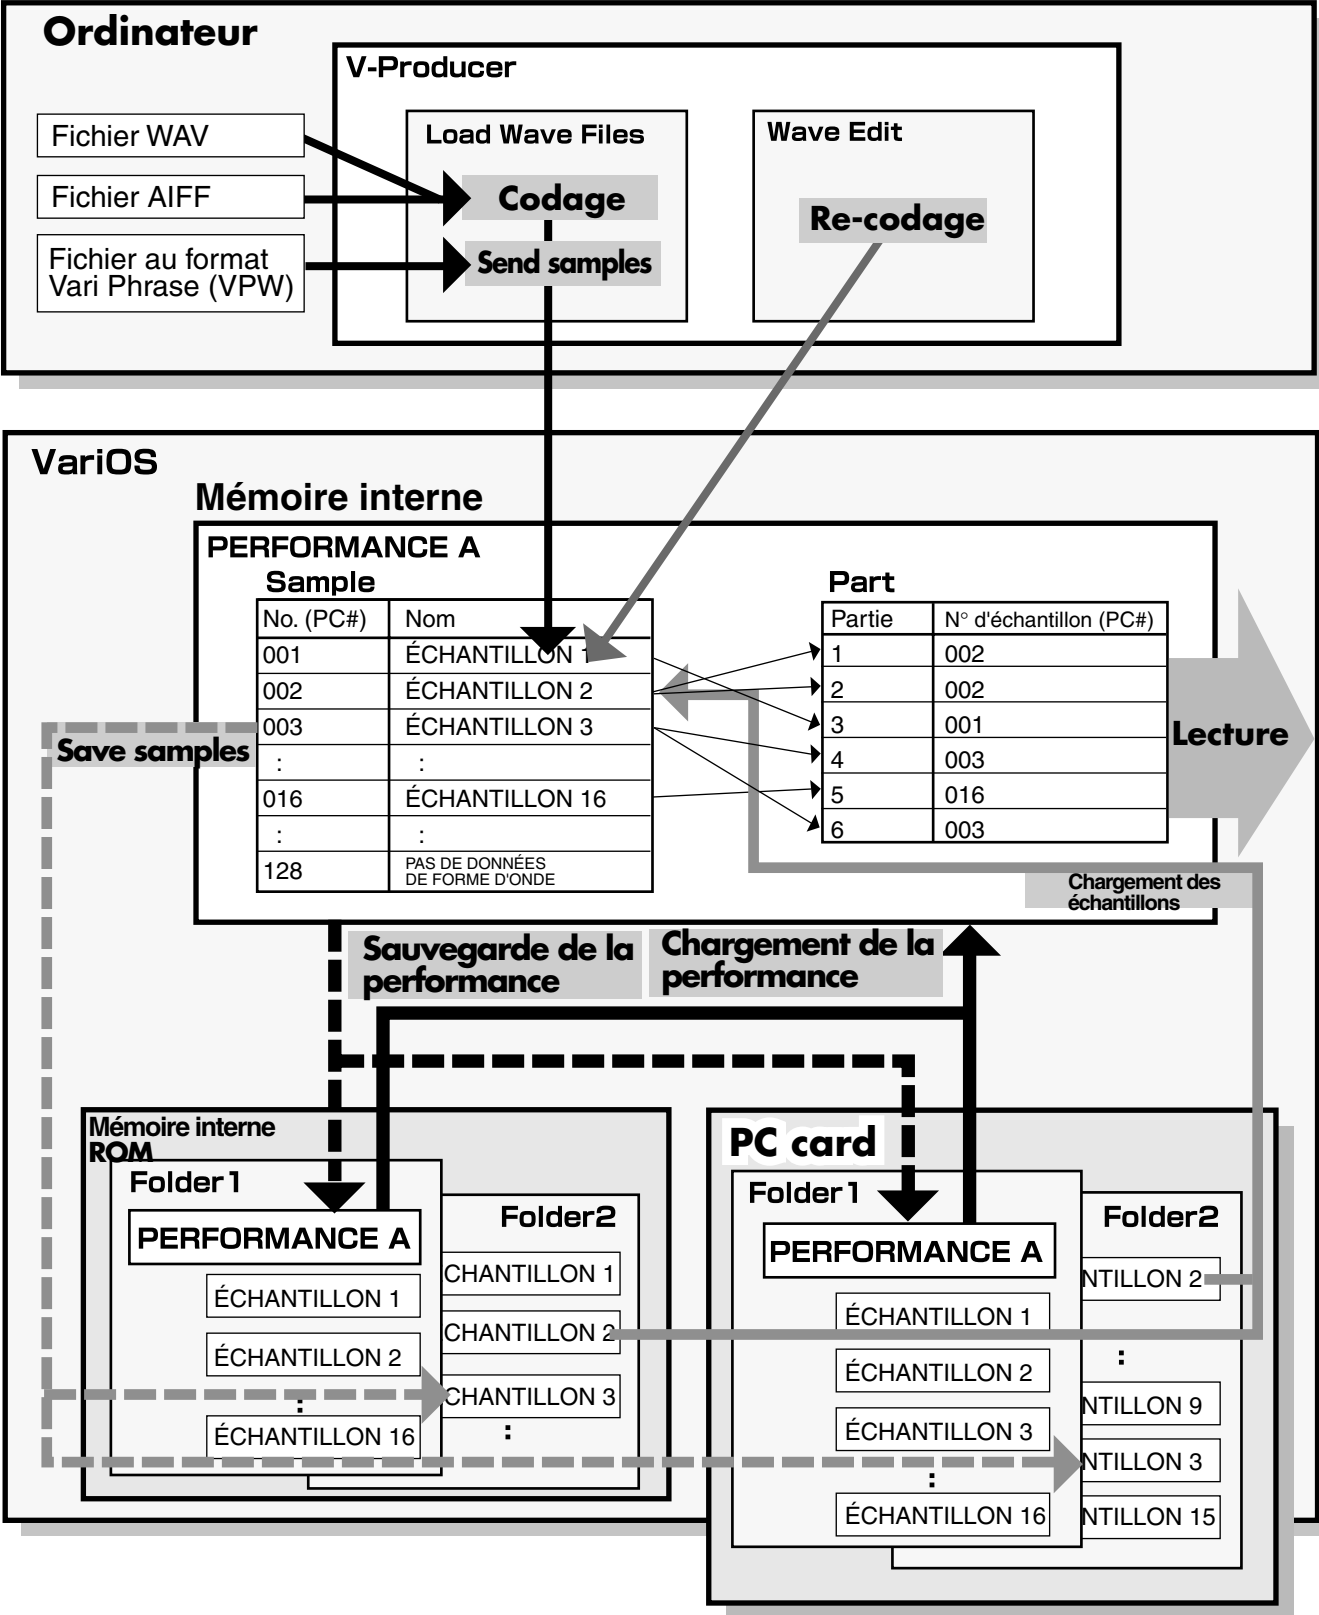 Ordinateur
V-Producer
Fichier WAV
Fichier AIFF
Fichier au format
Vari Phrase (VPW)
Load Wave Files
Codage
Send samples
Wave Edit
Re-codage
VariOS
Mémoire interne
PERFORMANCE A
Sample
No. (PC#) Nom
001 ÉCHANTILLON 1
002 ÉCHANTILLON 2
003 ÉCHANTILLON 3
: :
016 ÉCHANTILLON 16
: :
128 PAS DE DONNÉES
DE FORME D'ONDE
Part
Partie N° d'échantillon (PC#)
1 002
2 002
3 001
4 003
5 016
6 003
Lecture
Save samples
Chargement des
échantillons
Sauvegarde de la
performance
Chargement de la
performance
Mémoire interne
ROM
Folder1
PERFORMANCE A
ÉCHANTILLON 1
ÉCHANTILLON 2
:
ÉCHANTILLON 16
Folder2
CHANTILLON 1
CHANTILLON 2
CHANTILLON 3
:
PC card
Folder1
PERFORMANCE A
ÉCHANTILLON 1
ÉCHANTILLON 2
ÉCHANTILLON 3
:
ÉCHANTILLON 16
Folder2
NTILLON 2
:
NTILLON 9
NTILLON 3
NTILLON 15